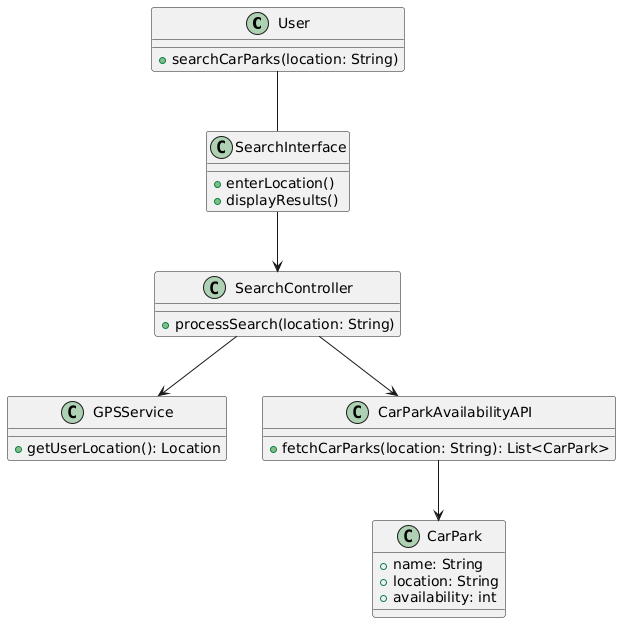 C User
+ searchCarParks(location: String)
C SearchInterface
+ enterLocation()
+ displayResults()
C SearchController
+ processSearch(location: String)
C GPSService
+ getUserLocation(): Location
C CarParkAvailabilityAPI
+ fetchCarParks(location: String): List<CarPark>
C CarPark
+ name: String
+ location: String
+ availability: int